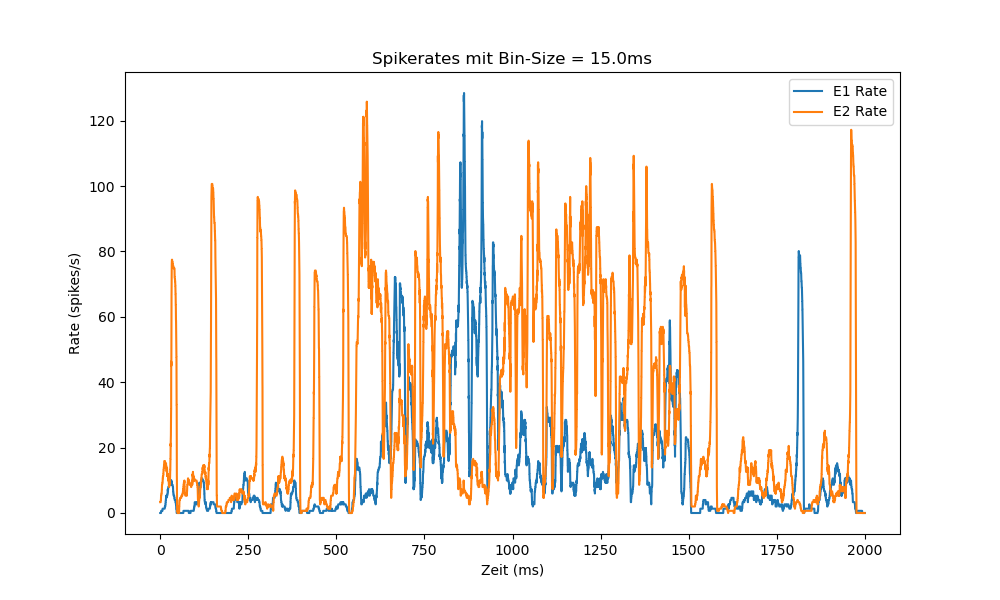 Spikerates mit Bin-Size = 15.0ms
E1 Rate
E2 Rate
120
100
80
60
40
20
0
Rate (spikes/s)
0 250 500 750 1000 1250 1500 1750 2000
Zeit (ms)